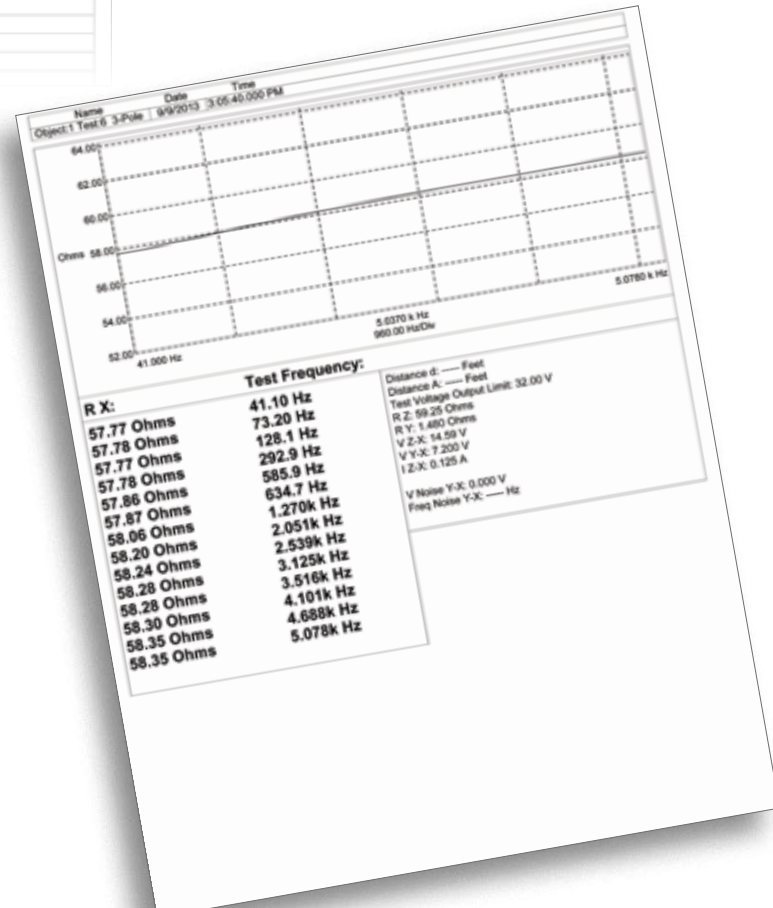 Name Date Time
Object:1 Test:6 3-Pole 9/9/2013 3:05:40.000 PM
64.00
62.00
60.00
Ohms 58.00
56.00
54.00
52.00
41.000 Hz
5.0370 k Hz
960.00 Hz/Div
5.0780 k Hz
R X: Test Frequency:
57.77 Ohms 41.10 Hz
57.78 Ohms 73.20 Hz
57.77 Ohms 128.1 Hz
57.78 Ohms 292.9 Hz
57.86 Ohms 585.9 Hz
57.87 Ohms 634.7 Hz
58.06 Ohms 1.270k Hz
58.20 Ohms 2.051k Hz
58.24 Ohms 2.539k Hz
58.28 Ohms 3.125k Hz
58.28 Ohms 3.516k Hz
58.30 Ohms 4.101k Hz
58.35 Ohms 4.688k Hz
58.35 Ohms 5.078k Hz
Distance d: ---- Feet
Distance A: ---- Feet
Test Voltage Output Limit: 32.00 V
R Z: 59.25 Ohms
R Y: 1.480 Ohms
V Z-X: 14.59 V
V Y-X: 7.200 V
I Z-X: 0.125 A
V Noise Y-X: 0.000 V
Freq Noise Y-X: ---- Hz